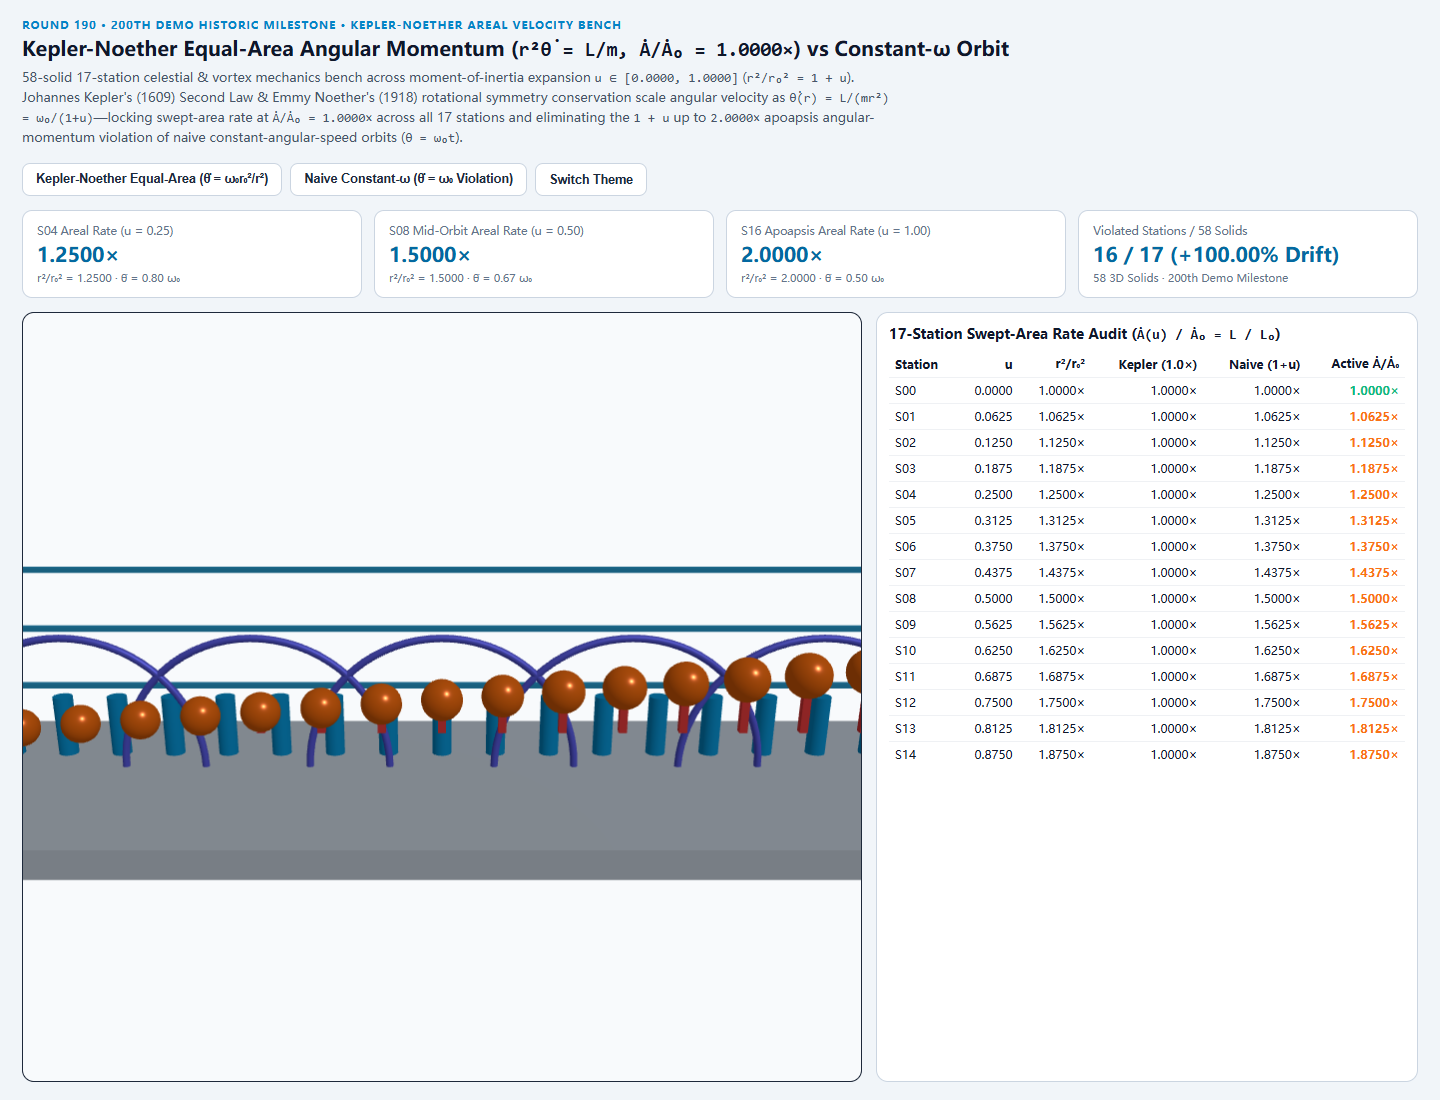 ROUND 190 • 200TH DEMO HISTORIC MILESTONE • KEPLER-NOETHER AREAL VELOCITY BENCH
Kepler-Noether Equal-Area Angular Momentum (r²θ̇ = L/m, Ȧ/Ȧ₀ = 1.0000×) vs Constant-ω Orbit
58-solid 17-station celestial & vortex mechanics bench across moment-of-inertia expansion u ∈ [0.0000, 1.0000] (r²/r₀² = 1 + u).
Johannes Kepler's (1609) Second Law & Emmy Noether's (1918) rotational symmetry conservation scale angular velocity as θ̇(r) = L/(mr²)
= ω₀/(1+u)—locking swept-area rate at Ȧ/Ȧ₀ = 1.0000× across all 17 stations and eliminating the 1 + u up to 2.0000× apoapsis angular-
momentum violation of naive constant-angular-speed orbits (θ = ω₀t).
Kepler-Noether Equal-Area (θ̇ = ω₀r₀²/r²)
Naive Constant-ω (θ̇ = ω₀ Violation)
Switch Theme
S04 Areal Rate (u = 0.25)
1.2500×
r²/r₀² = 1.2500 · θ̇ = 0.80 ω₀
S08 Mid-Orbit Areal Rate (u = 0.50)
1.5000×
r²/r₀² = 1.5000 · θ̇ = 0.67 ω₀
S16 Apoapsis Areal Rate (u = 1.00)
2.0000×
r²/r₀² = 2.0000 · θ̇ = 0.50 ω₀
Violated Stations / 58 Solids
16 / 17 (+100.00% Drift)
58 3D Solids · 200th Demo Milestone
17-Station Swept-Area Rate Audit (Ȧ(u) / Ȧ₀ = L / L₀)
Station u r²/r₀² Kepler (1.0×) Naive (1+u) Active Ȧ/Ȧ₀
S00 0.0000 1.0000× 1.0000× 1.0000× 1.0000×
S01 0.0625 1.0625× 1.0000× 1.0625× 1.0625×
S02 0.1250 1.1250× 1.0000× 1.1250× 1.1250×
S03 0.1875 1.1875× 1.0000× 1.1875× 1.1875×
S04 0.2500 1.2500× 1.0000× 1.2500× 1.2500×
S05 0.3125 1.3125× 1.0000× 1.3125× 1.3125×
S06 0.3750 1.3750× 1.0000× 1.3750× 1.3750×
S07 0.4375 1.4375× 1.0000× 1.4375× 1.4375×
S08 0.5000 1.5000× 1.0000× 1.5000× 1.5000×
S09 0.5625 1.5625× 1.0000× 1.5625× 1.5625×
S10 0.6250 1.6250× 1.0000× 1.6250× 1.6250×
S11 0.6875 1.6875× 1.0000× 1.6875× 1.6875×
S12 0.7500 1.7500× 1.0000× 1.7500× 1.7500×
S13 0.8125 1.8125× 1.0000× 1.8125× 1.8125×
S14 0.8750 1.8750× 1.0000× 1.8750× 1.8750×